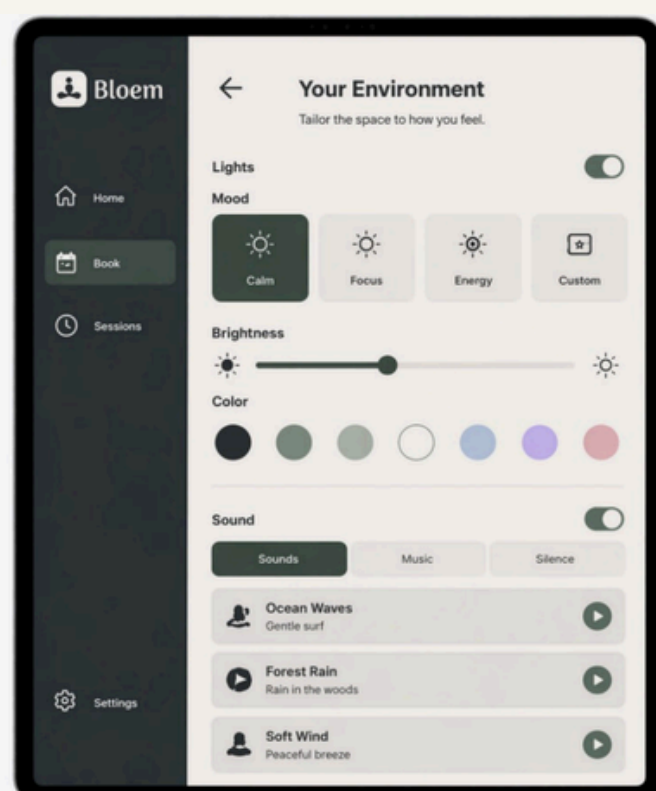 Bloem
Home
Book
Sessions
Settings
Your Environment
Tailor the space to how you feel.
Lights
Mood
Calm
Focus
Energy
Custom
Brightness
Color
Sound
Sounds
Music
Silence
Ocean Waves
Gentle surf
Forest Rain
Rain in the woods
Soft Wind
Peaceful breeze